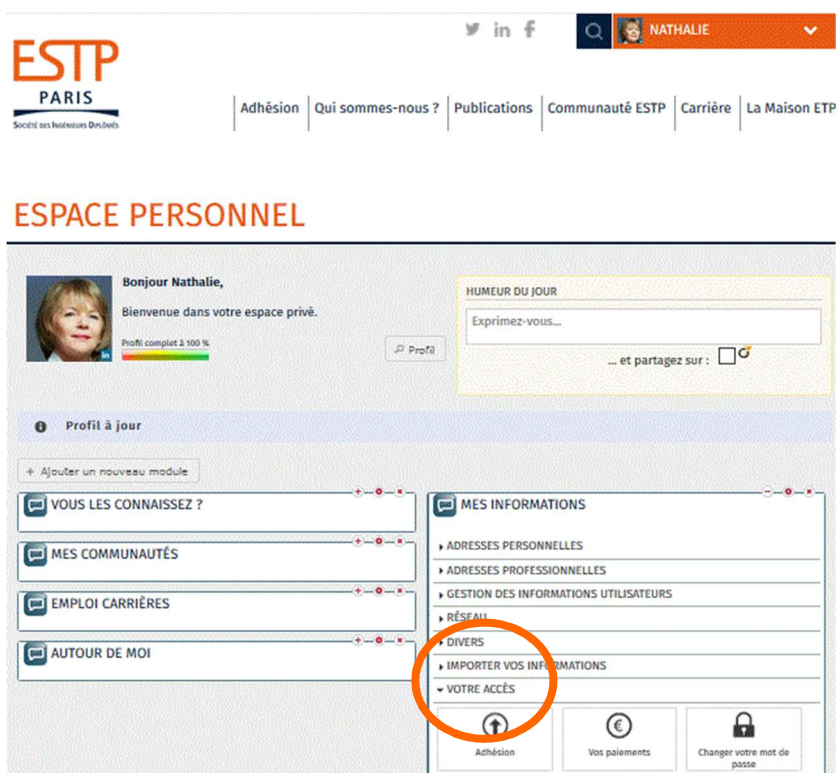 ESTP
PARIS
Société des Ingénieurs Diplômés
in f
NATHALIE
Adhésion
Qui sommes-nous ?
Publications
Communauté ESTP
Carrière
La Maison ETP
ESPACE PERSONNEL
Bonjour Nathalie,
Bienvenue dans votre espace privé.
Profil complet à 100 %
in
Profil
HUMEUR DU JOUR
Exprimez-vous...
... et partagez sur :
Profil à jour
+ Ajouter un nouveau module
VOUS LES CONNAISSEZ ?
MES COMMUNAUTÉS
EMPLOI CARRIÈRES
AUTOUR DE MOI
MES INFORMATIONS
ADRESSES PERSONNELLES
ADRESSES PROFESSIONNELLES
GESTION DES INFORMATIONS UTILISATEURS
RÉSEAU
DIVERS
IMPORTER VOS INFORMATIONS
VOTRE ACCÈS
Adhésion
€
Vos paiements
Changer votre mot de
passe